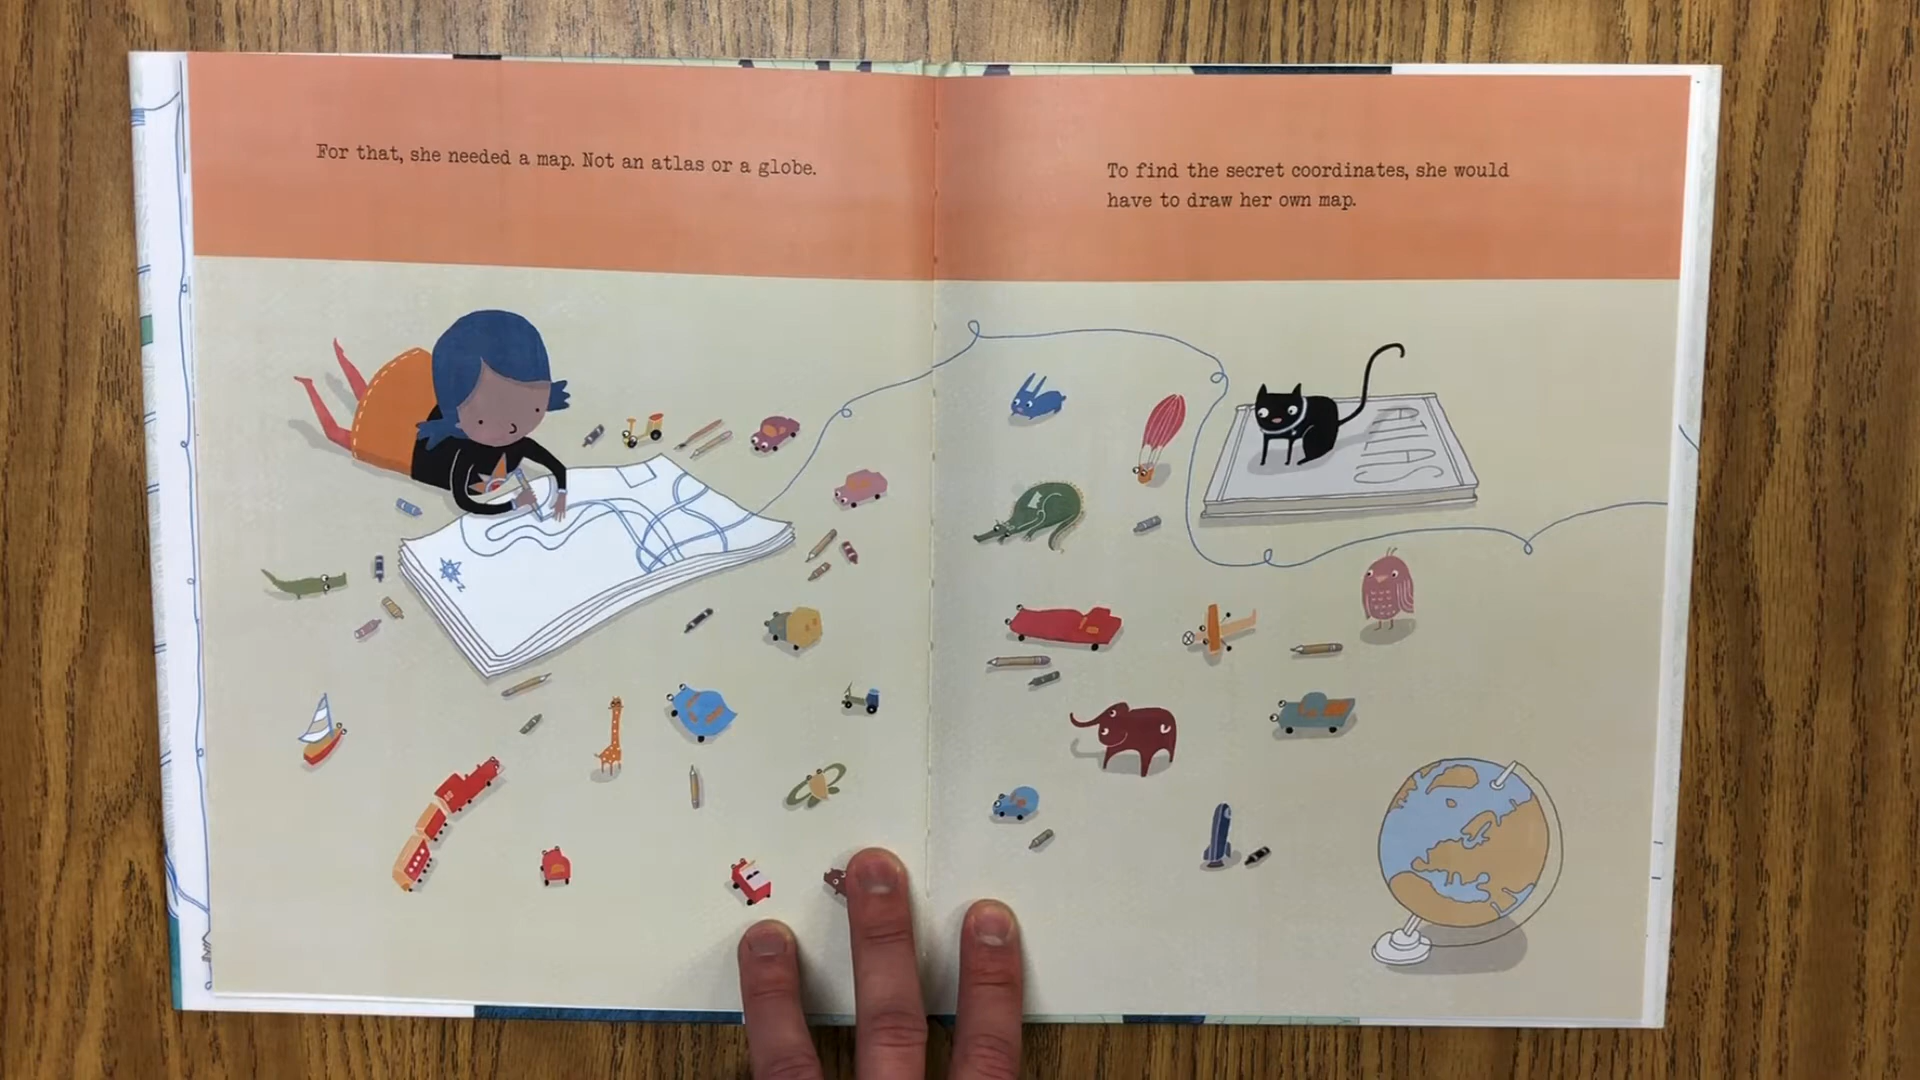 For that, she needed a map. Not an atlas or a globe.
To find the secret coordinates, she would
have to draw her own map.
ATLAS
N